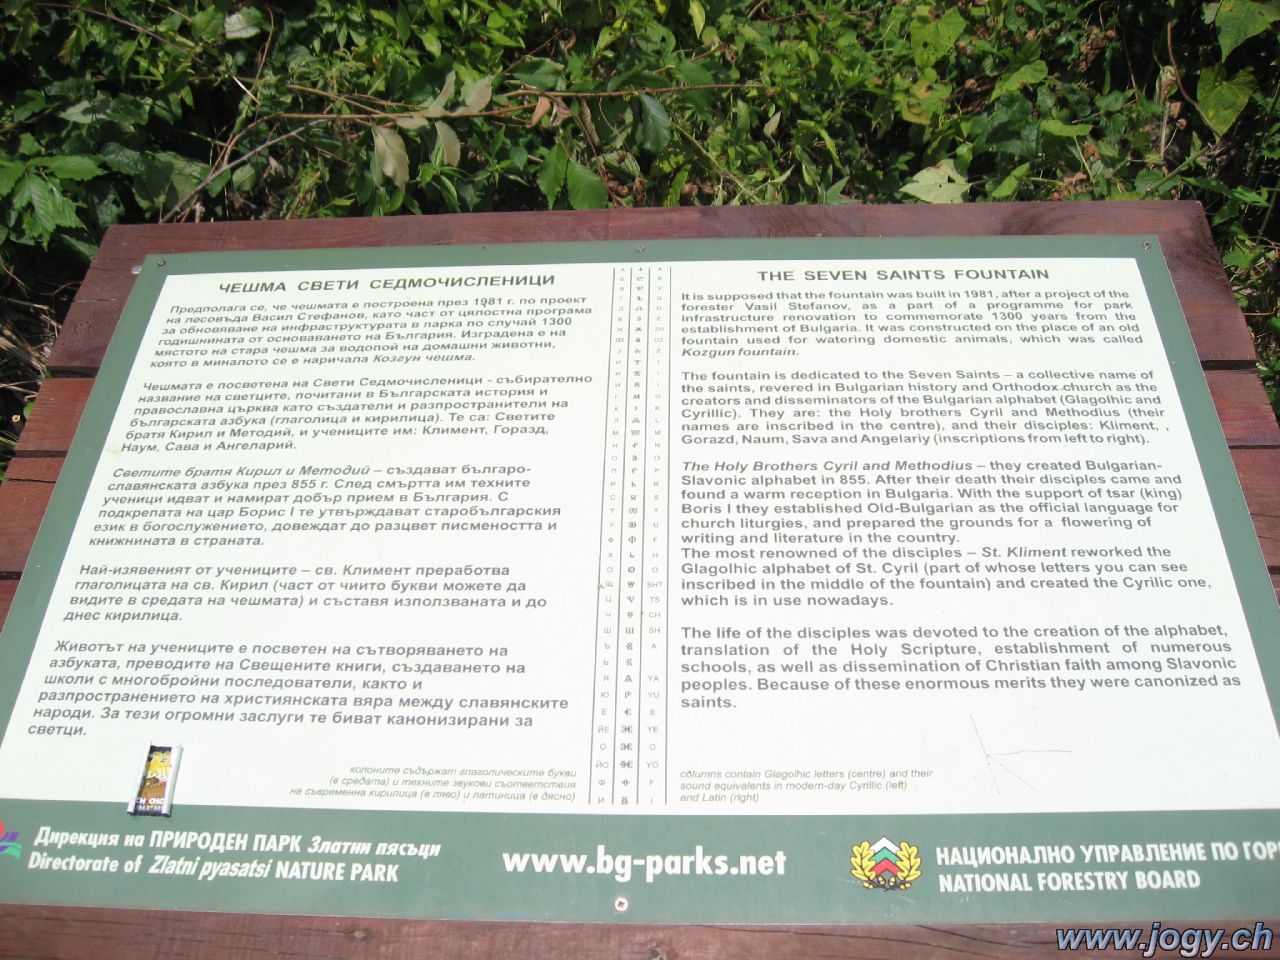 ЧЕШМА СВЕТИ СЕДМОЧИСЛЕНИЦИ
Предполага се, че чешмата е построена през 1981 г. по проект
на лесовъда Васил Стефанов, като част от цялостна програма
за обновяване на инфраструктурата в парка по случай 1300
годишнината от основаването на България. Изградена е на
мястото на стара чешма за водопой на домашни животни,
която в миналото се е наричала Козгун чешма.
Чешмата е посветена на Свети Седмочисленици - събирателно
название на светците, почитани в Българската история и
православна църква като създатели и разпространители на
българската азбука (глаголица и кирилица). Те са: Светите
братя Кирил и Методий, и учениците им: Климент, Горазд,
Наум, Сава и Ангеларий.
Светите братя Кирил и Методий – създават българо-
славянската азбука през 855 г. След смъртта им техните
ученици идват и намират добър прием в България. С
подкрепата на цар Борис I те утвърждават старобългарския
език в богослужението, довеждат до разцвет писмеността и
книжнината в страната.
Най-изявеният от учениците – св. Климент преработва
глаголицата на св. Кирил (част от чиито букви можете да
видите в средата на чешмата) и съставя използваната и до
днес кирилица.
Животът на учениците е посветен на сътворяването на
азбуката, преводите на Свещените книги, създаването на
школи с многобройни последователи, както и
разпространението на християнската вяра между славянските
народи. За тези огромни заслуги те биват канонизирани за
светци.
колоните съдържат глаголическите букви
(в средата) и техните звукови съответствия
на съвременна кирилица (в ляво) и латиница (в дясно)
THE SEVEN SAINTS FOUNTAIN
It is supposed that the fountain was built in 1981, after a project of the
forester Vasil Stefanov, as a part of a programme for park
infrastructure renovation to commemorate 1300 years from the
establishment of Bulgaria. It was constructed on the place of an old
fountain used for watering domestic animals, which was called
Kozgun fountain.
The fountain is dedicated to the Seven Saints – a collective name of
the saints, revered in Bulgarian history and Orthodox church as the
creators and disseminators of the Bulgarian alphabet (Glagolhic and
Cyrillic). They are: the Holy brothers Cyril and Methodius (their
names are inscribed in the centre), and their disciples: Kliment, ,
Gorazd, Naum, Sava and Angelariy (inscriptions from left to right).
The Holy Brothers Cyril and Methodius – they created Bulgarian-
Slavonic alphabet in 855. After their death their disciples came and
found a warm reception in Bulgaria. With the support of tsar (king)
Boris I they established Old-Bulgarian as the official language for
church liturgies, and prepared the grounds for a flowering of
writing and literature in the country.
The most renowned of the disciples – St. Kliment reworked the
Glagolhic alphabet of St. Cyril (part of whose letters you can see
inscribed in the middle of the fountain) and created the Cyrilic one,
which is in use nowadays.
The life of the disciples was devoted to the creation of the alphabet,
translation of the Holy Scripture, establishment of numerous
schools, as well as dissemination of Christian faith among Slavonic
peoples. Because of these enormous merits they were canonized as
saints.
columns contain Glagolhic letters (centre) and their
sound equivalents in modern-day Cyrillic (left)
and Latin (right)
Дирекция на ПРИРОДЕН ПАРК Златни пясъци
Directorate of Zlatni pyasatsi NATURE PARK
www.bg-parks.net
НАЦИОНАЛНО УПРАВЛЕНИЕ ПО ГОР
NATIONAL FORESTRY BOARD
www.jogy.ch